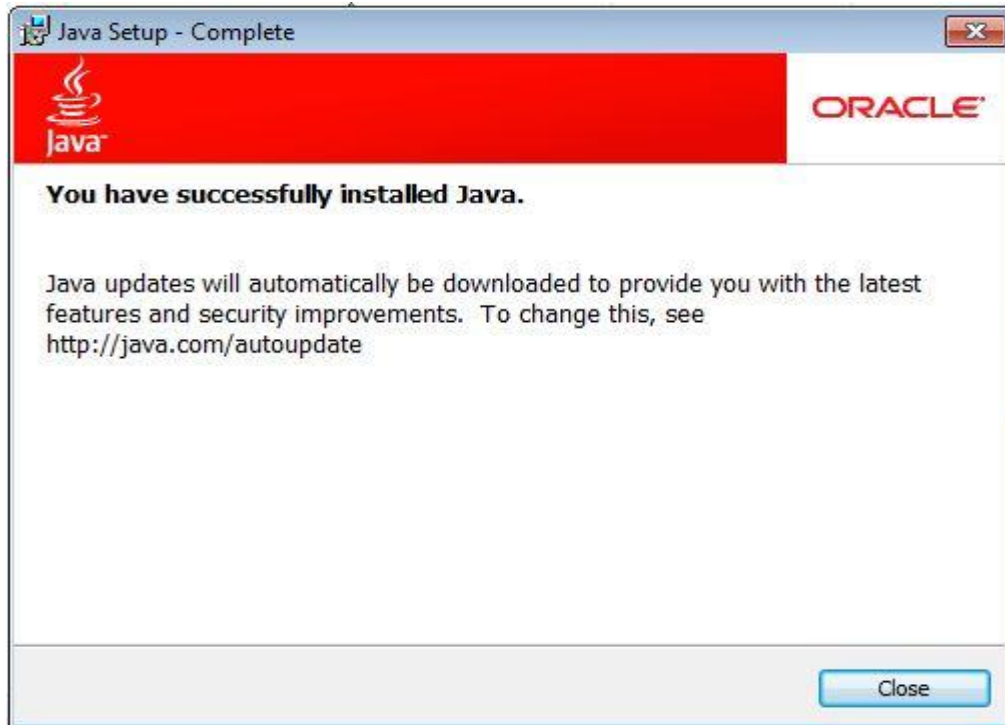 Java Setup - Complete
Java™
ORACLE®
You have successfully installed Java.
Java updates will automatically be downloaded to provide you with the latest
features and security improvements.  To change this, see
http://java.com/autoupdate
Close